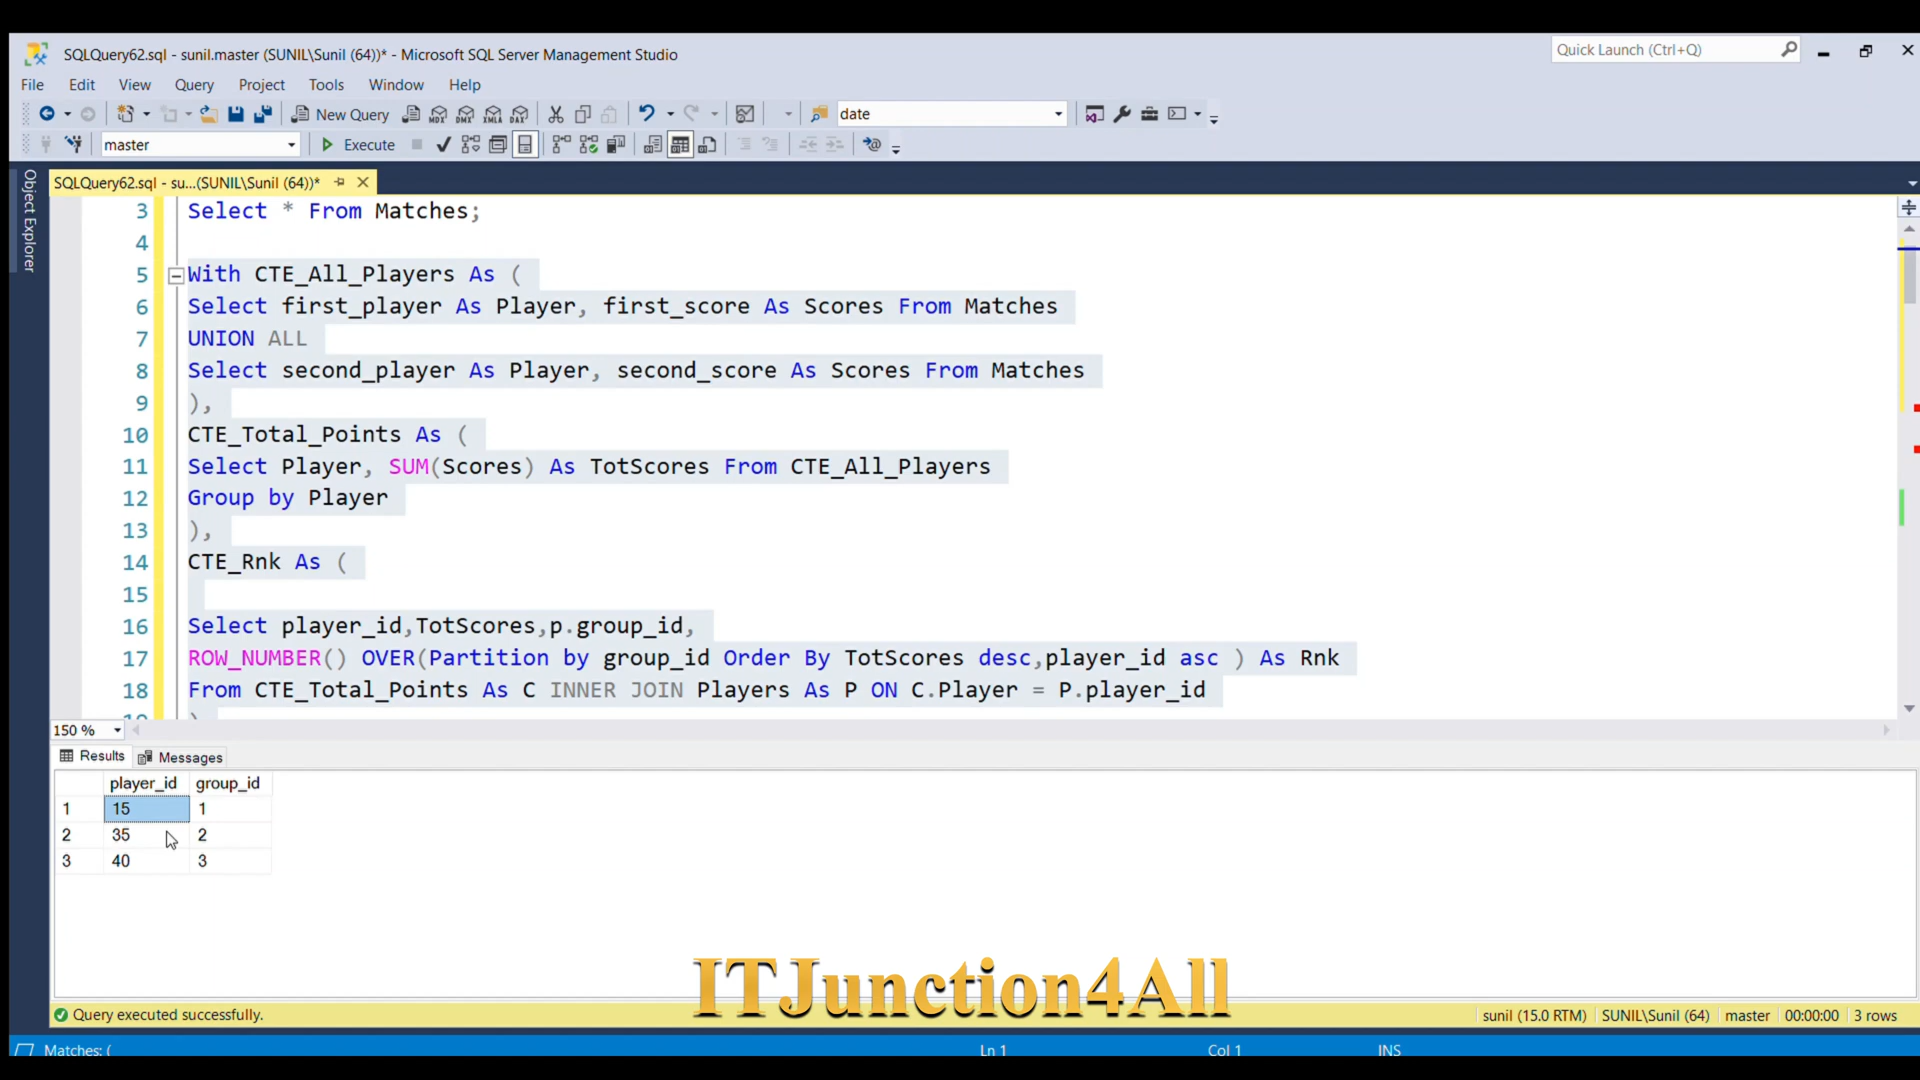 SQLQuery62.sql - sunil.master (SUNIL\Sunil (64))* - Microsoft SQL Server Management Studio
Quick Launch (Ctrl+Q)
File Edit View Query Project Tools Window Help
New Query MDX DMX XMLA DAX date
master Execute
Object Explorer
SQLQuery62.sql - su...(SUNIL\Sunil (64))*
3 Select * From Matches;
4
5 With CTE_All_Players As (
6 Select first_player As Player, first_score As Scores From Matches
7 UNION ALL
8 Select second_player As Player, second_score As Scores From Matches
9 ),
10 CTE_Total_Points As (
11 Select Player, SUM(Scores) As TotScores From CTE_All_Players
12 Group by Player
13 ),
14 CTE_Rnk As (
15
16 Select player_id,TotScores,p.group_id,
17 ROW_NUMBER() OVER(Partition by group_id Order By TotScores desc,player_id asc ) As Rnk
18 From CTE_Total_Points As C INNER JOIN Players As P ON C.Player = P.player_id
150 %
Results Messages
player_id group_id
1 15 1
2 35 2
3 40 3
ITJunction4All
Query executed successfully.
sunil (15.0 RTM) SUNIL\Sunil (64) master 00:00:00 3 rows
Matches: (
Ln 1 Col 1 INS